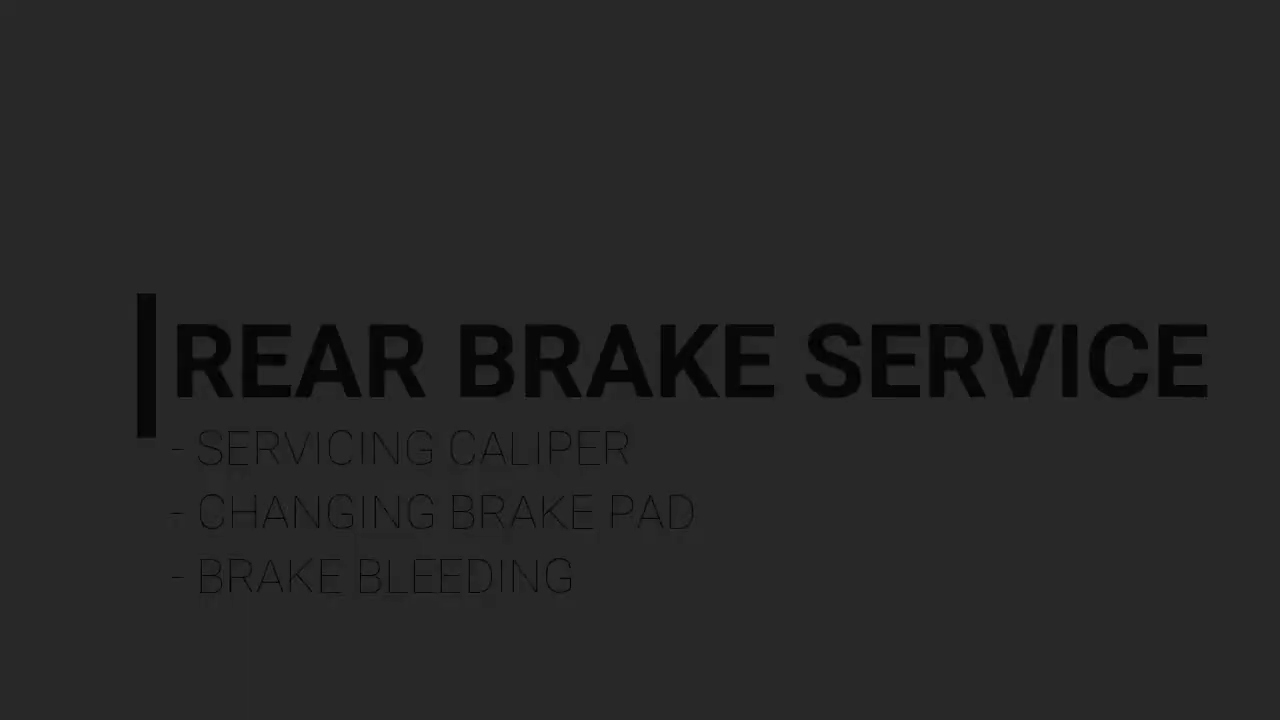 REAR BRAKE SERVICE
- SERVICING CALIPER
- CHANGING BRAKE PAD
- BRAKE BLEEDING